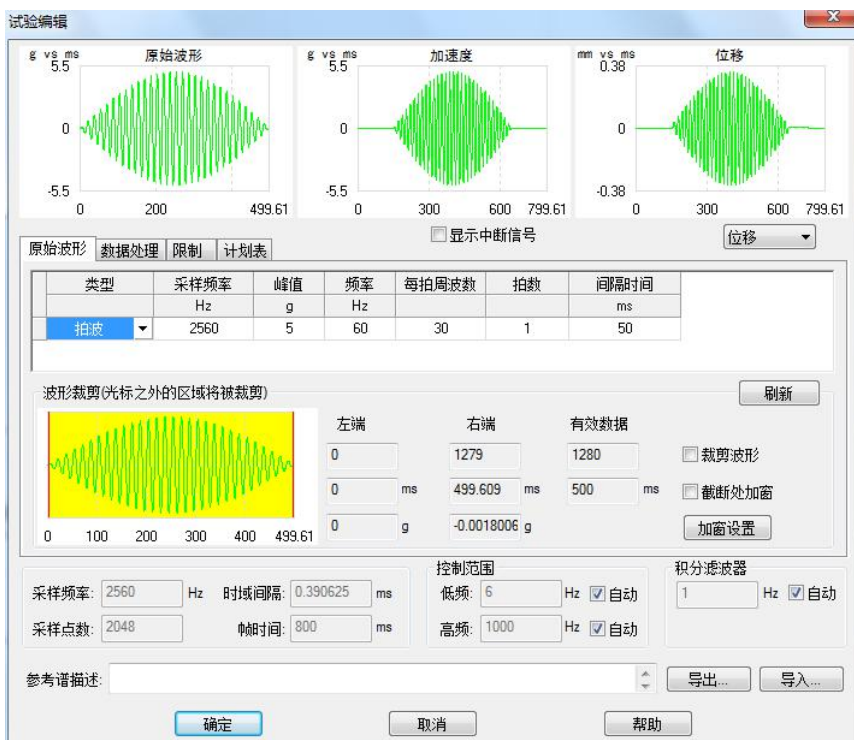 试验编辑
g vs ms 原始波形
5.5
0
-5.5
0 200 499.61
g vs ms 加速度
5.5
0
-5.5
0 300 600 799.61
mm vs ms 位移
0.38
0
-0.38
0 300 600 799.61
显示中断信号
位移
原始波形 数据处理 限制 计划表
类型 采样频率 峰值 频率 每拍周波数 拍数 间隔时间
Hz g Hz ms
拍波 2560 5 60 30 1 50
波形裁剪(光标之外的区域将被裁剪) 刷新
左端 右端 有效数据
0 1279 1280 裁剪波形
0 ms 499.609 ms 500 ms 截断处加窗
0 g -0.0018006 g 加窗设置
0 100 200 300 400 499.61
控制范围 积分滤波器
采样频率: 2560 Hz 时域间隔: 0.390625 ms 低频: 6 Hz 自动 1 Hz 自动
采样点数: 2048 帧时间: 800 ms 高频: 1000 Hz 自动
参考谱描述: 导出... 导入...
确定 取消 帮助